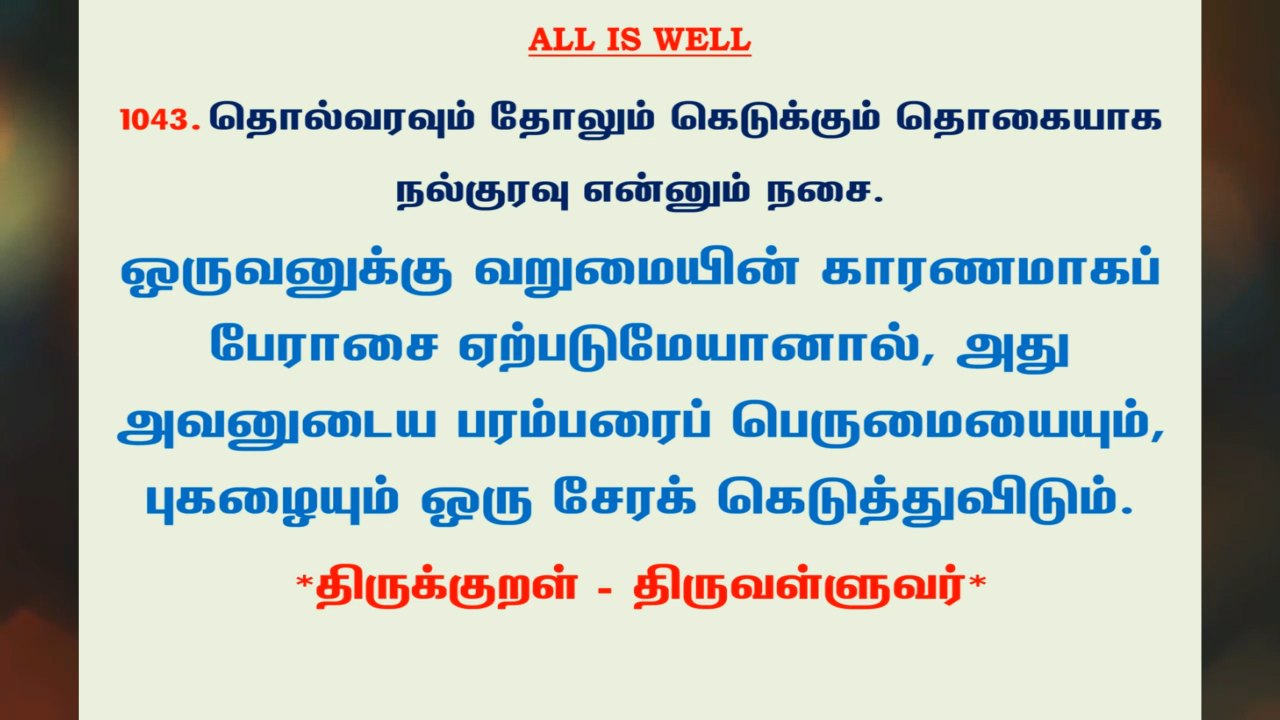 ALL IS WELL
1043. தொல்வரவும் தோலும் கெடுக்கும் தொகையாக
நல்குரவு என்னும் நசை.
ஒருவனுக்கு வறுமையின் காரணமாகப்
பேராசை ஏற்படுமேயானால், அது
அவனுடைய பரம்பரைப் பெருமையையும்,
புகழையும் ஒரு சேரக் கெடுத்துவிடும்.
*திருக்குறள் - திருவள்ளுவர்*